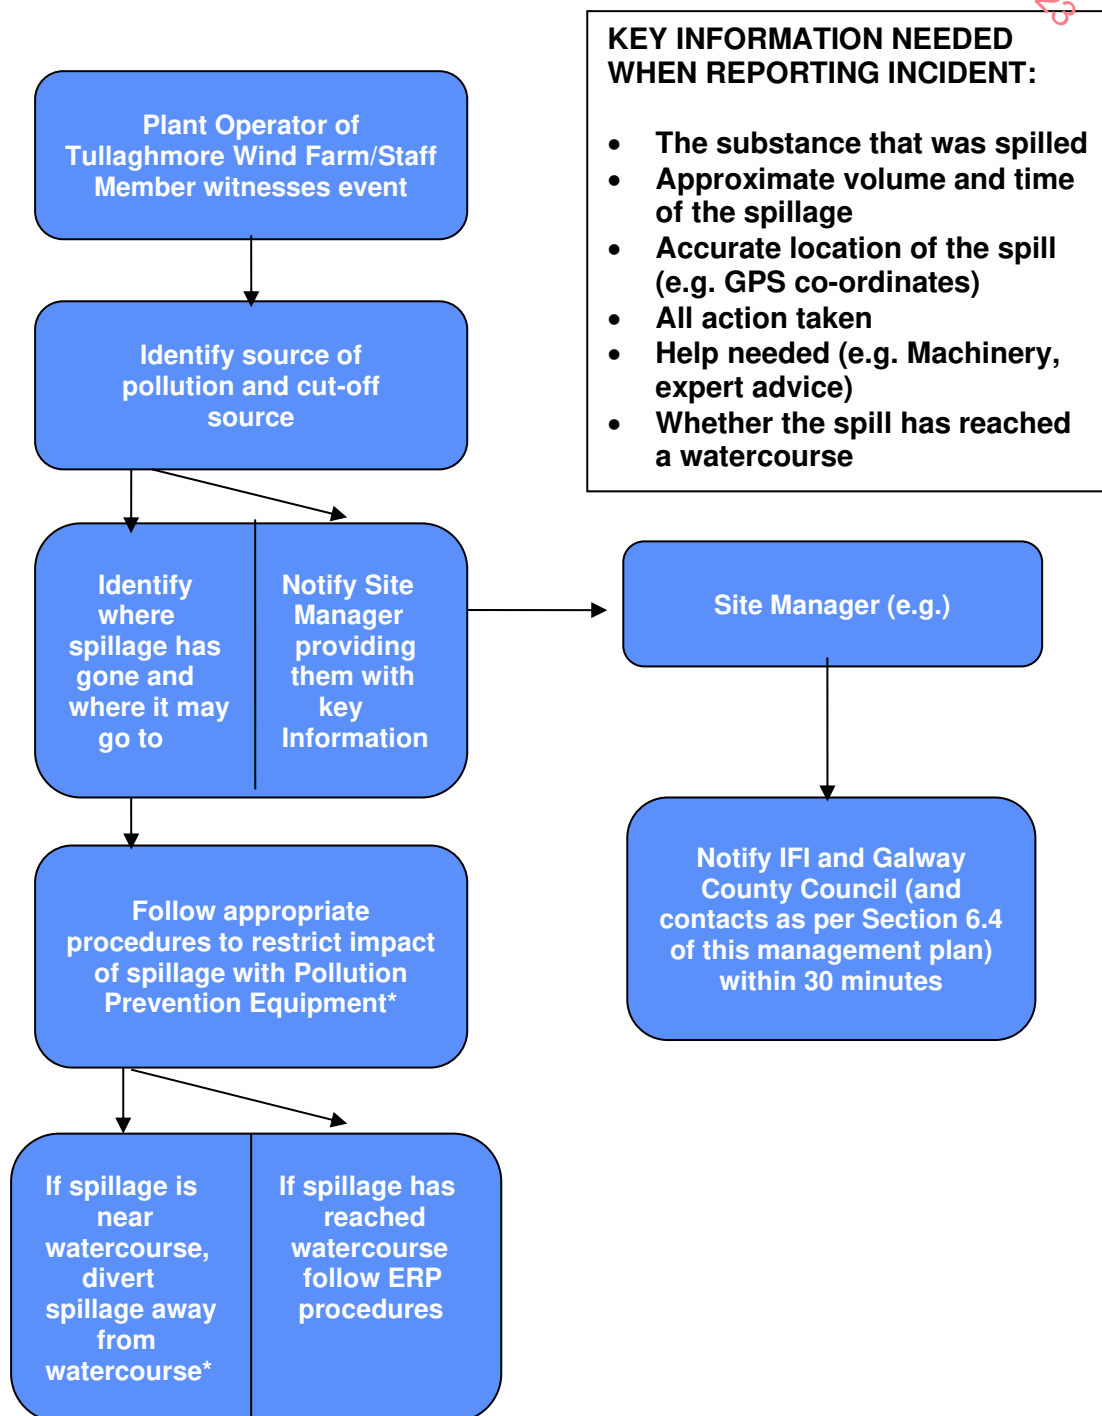 23
KEY INFORMATION NEEDED
WHEN REPORTING INCIDENT:
• The substance that was spilled
• Approximate volume and time
of the spillage
• Accurate location of the spill
(e.g. GPS co-ordinates)
• All action taken
• Help needed (e.g. Machinery,
expert advice)
• Whether the spill has reached
a watercourse
Plant Operator of
Tullaghmore Wind Farm/Staff
Member witnesses event
Identify source of
pollution and cut-off
source
Identify
where
spillage has
gone and
where it may
go to
Notify Site
Manager
providing
them with
key
Information
Site Manager (e.g.)
Notify IFI and Galway
County Council (and
contacts as per Section 6.4
of this management plan)
within 30 minutes
Follow appropriate
procedures to restrict impact
of spillage with Pollution
Prevention Equipment*
If spillage is
near
watercourse,
divert
spillage away
from
watercourse*
If spillage has
reached
watercourse
follow ERP
procedures